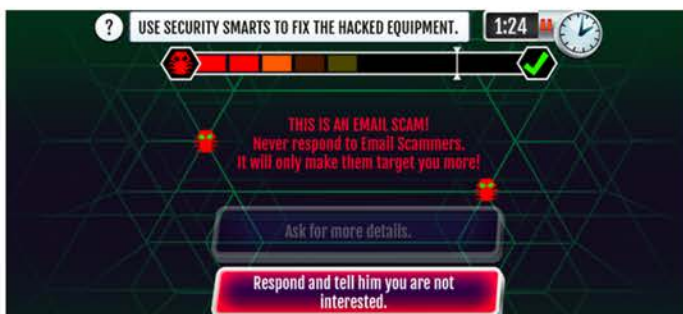 ?
USE SECURITY SMARTS TO FIX THE HACKED EQUIPMENT.
1:24
THIS IS AN EMAIL SCAM!
Never respond to Email Scammers.
It will only make them target you more!
Ask for more details.
Respond and tell him you are not
interested.